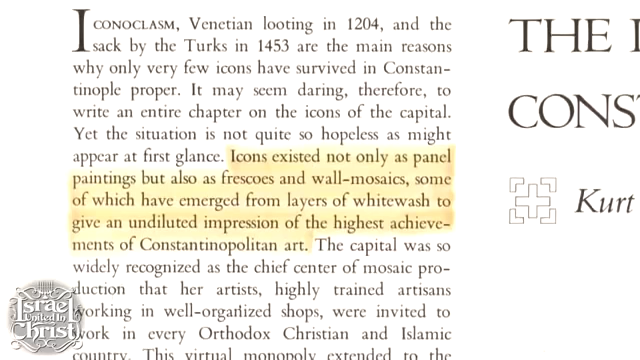 ICONOCLASM, Venetian looting in 1204, and the
sack by the Turks in 1453 are the main reasons
why only very few icons have survived in Constan-
tinople proper. It may seem daring, therefore, to
write an entire chapter on the icons of the capital.
Yet the situation is not quite so hopeless as might
appear at first glance. Icons existed not only as panel
paintings but also as frescoes and wall-mosaics, some
of which have emerged from layers of whitewash to
give an undiluted impression of the highest achieve-
ments of Constantinopolitan art. The capital was so
widely recognized as the chief center of mosaic pro-
duction that her artists, highly trained artisans
working in well-organized shops, were invited to
work in every Orthodox Christian and Islamic
country. This virtual monopoly extended to the
THE
CONS
Kurt
Israel
United In
Christ